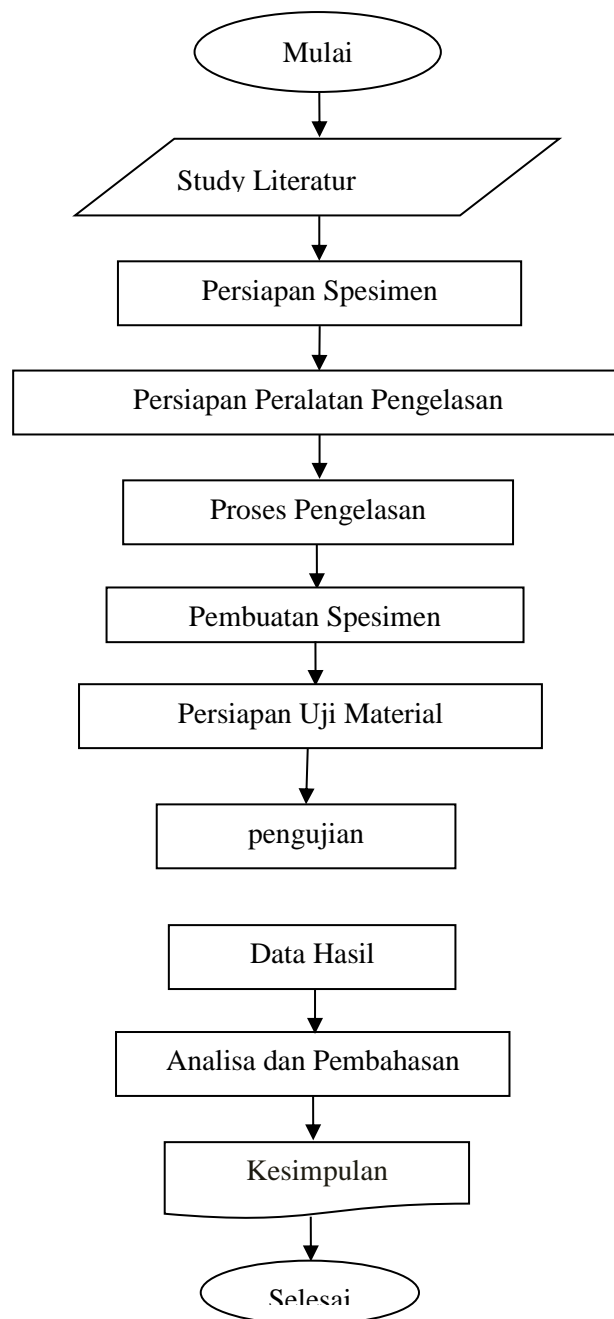 Mulai
Study Literatur
Persiapan Spesimen
Persiapan Peralatan Pengelasan
Proses Pengelasan
Pembuatan Spesimen
Persiapan Uji Material
pengujian
Data Hasil
Analisa dan Pembahasan
Kesimpulan
Selesai